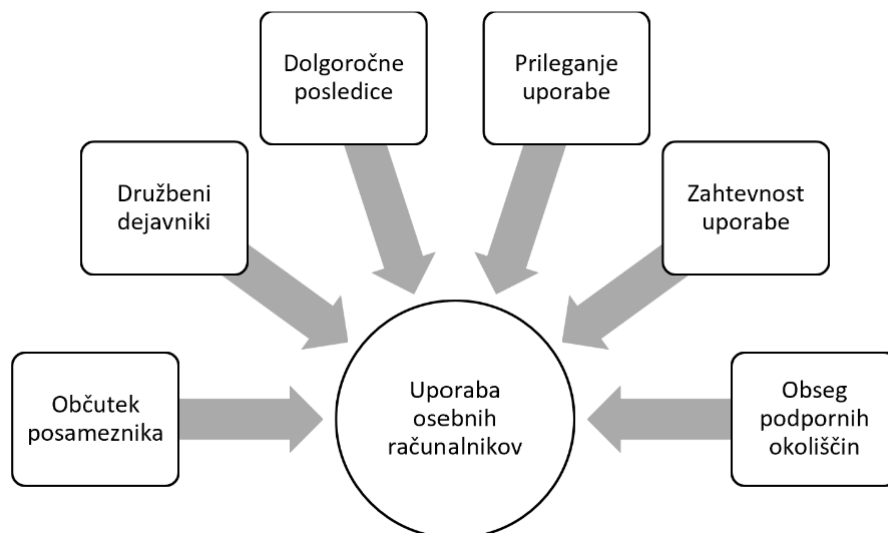 Dolgoročne
posledice
Prileganje
uporabe
Družbeni
dejavniki
Zahtevnost
uporabe
Občutek
posameznika
Uporaba
osebnih
računalnikov
Obseg
podpornih
okoliščin